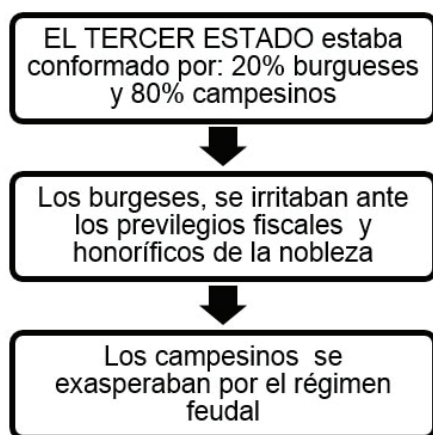 EL TERCER ESTADO estaba
conformado por: 20% burgueses
y 80% campesinos
Los burgeses, se irritaban ante
los previlegios fiscales y
honoríficos de la nobleza
Los campesinos se
exasperaban por el régimen
feudal